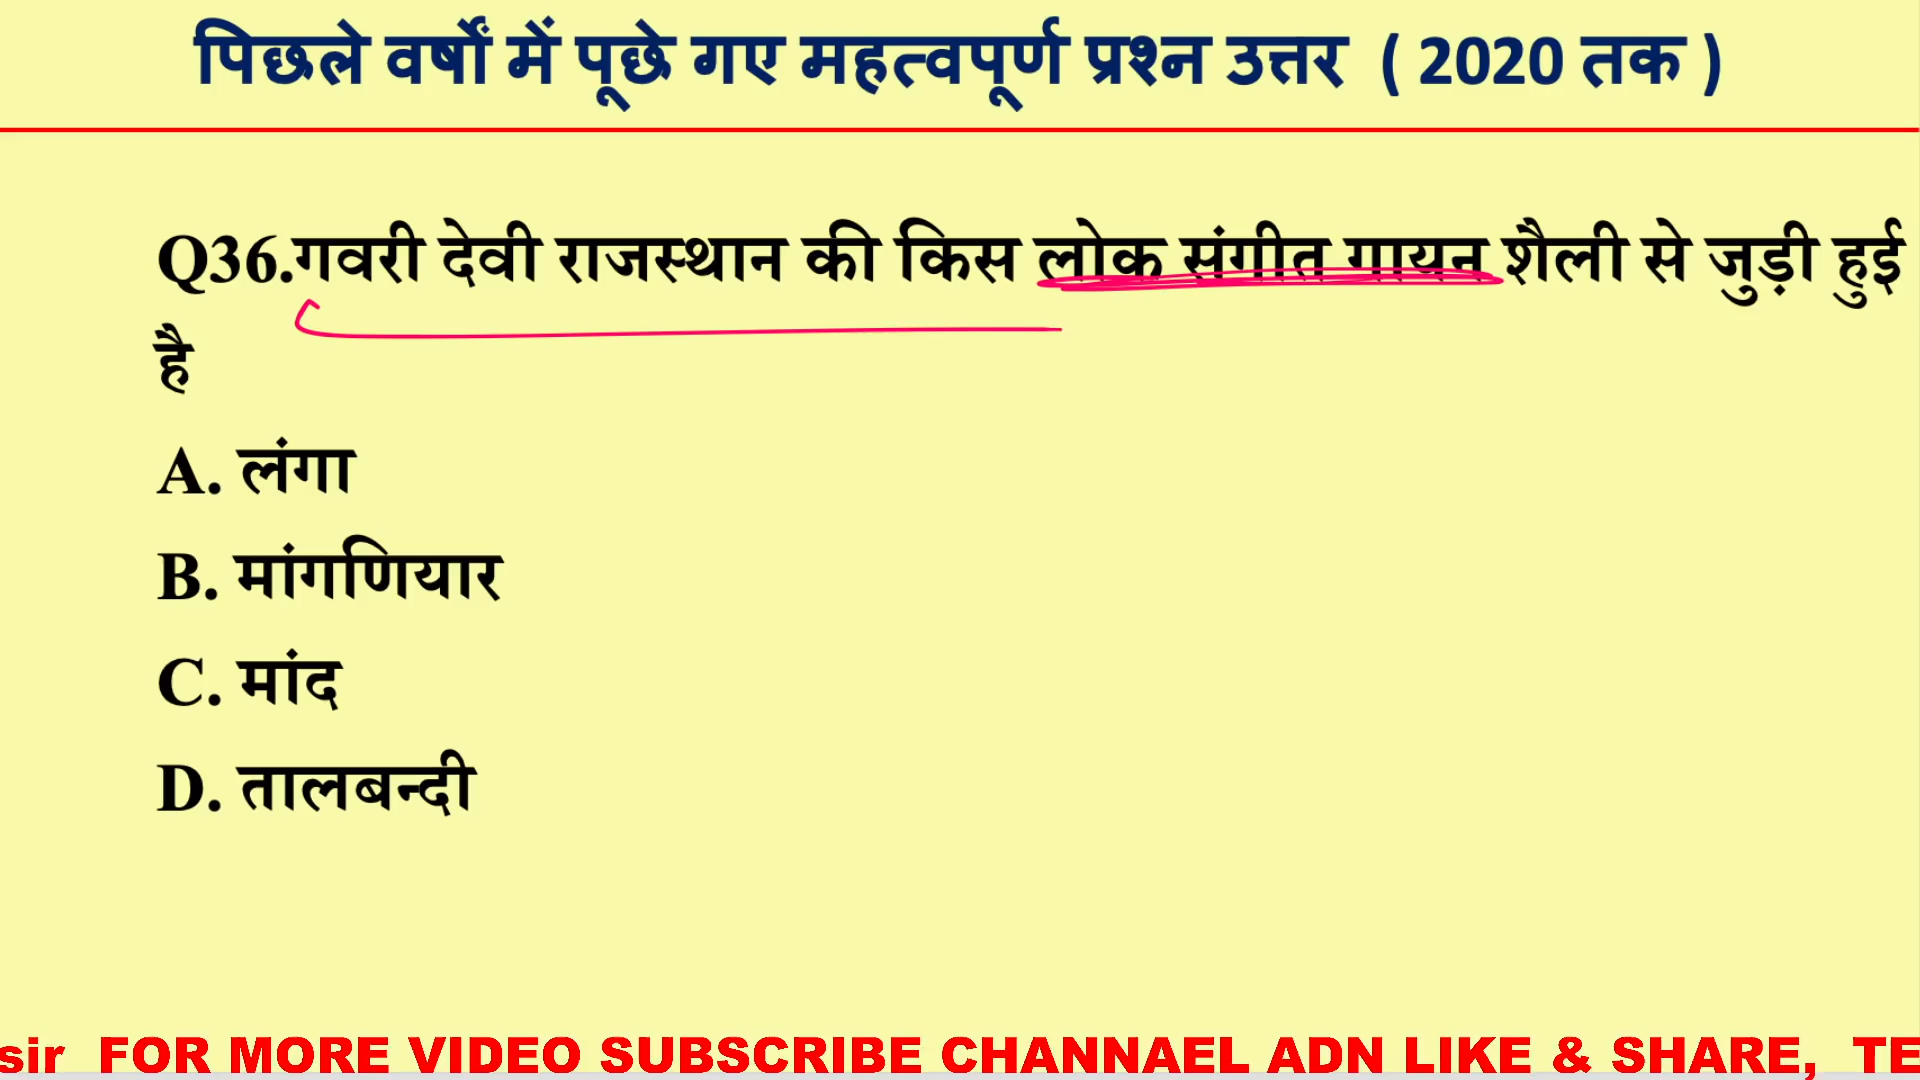 पिछले वर्षों में पूछे गए महत्वपूर्ण प्रश्न उत्तर ( 2020 तक )
Q36.गवरी देवी राजस्थान की किस लोक संगीत गायन शैली से जुड़ी हुई
है
A. लंगा
B. मांगणियार
C. मांद
D. तालबन्दी
sir FOR MORE VIDEO SUBSCRIBE CHANNAEL ADN LIKE & SHARE, TE